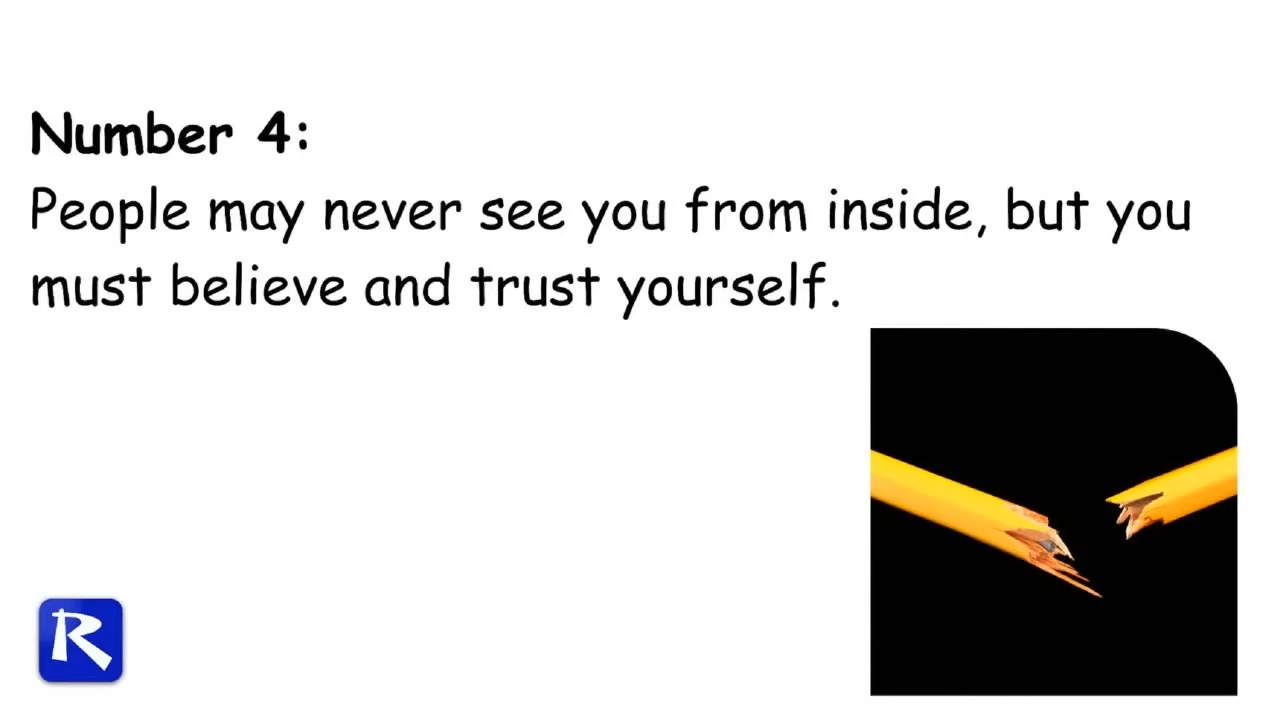 Number 4:
People may never see you from inside, but you
must believe and trust yourself.
R